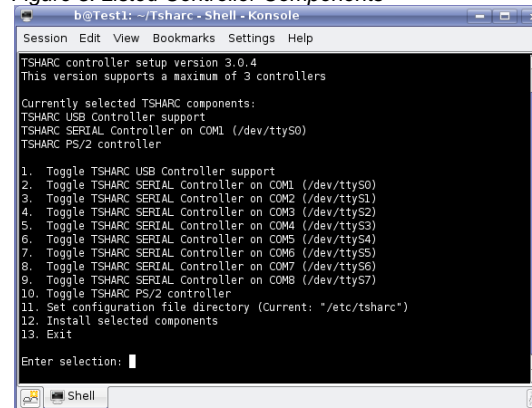 Figure 3. Listed Controller Components
b@Test1: ~/Tsharc - Shell - Konsole
Session Edit View Bookmarks Settings Help
TSHARC controller setup version 3.0.4
This version supports a maximum of 3 controllers
Currently selected TSHARC components:
TSHARC USB Controller support
TSHARC SERIAL Controller on COM1 (/dev/ttyS0)
TSHARC PS/2 controller
1. Toggle TSHARC USB Controller support
2. Toggle TSHARC SERIAL Controller on COM1 (/dev/ttyS0)
3. Toggle TSHARC SERIAL Controller on COM2 (/dev/ttyS1)
4. Toggle TSHARC SERIAL Controller on COM3 (/dev/ttyS2)
5. Toggle TSHARC SERIAL Controller on COM4 (/dev/ttyS3)
6. Toggle TSHARC SERIAL Controller on COM5 (/dev/ttyS4)
7. Toggle TSHARC SERIAL Controller on COM6 (/dev/ttyS5)
8. Toggle TSHARC SERIAL Controller on COM7 (/dev/ttyS6)
9. Toggle TSHARC SERIAL Controller on COM8 (/dev/ttyS7)
10. Toggle TSHARC PS/2 controller
11. Set configuration file directory (Current: "/etc/tsharc")
12. Install selected components
13. Exit
Enter selection:
Shell